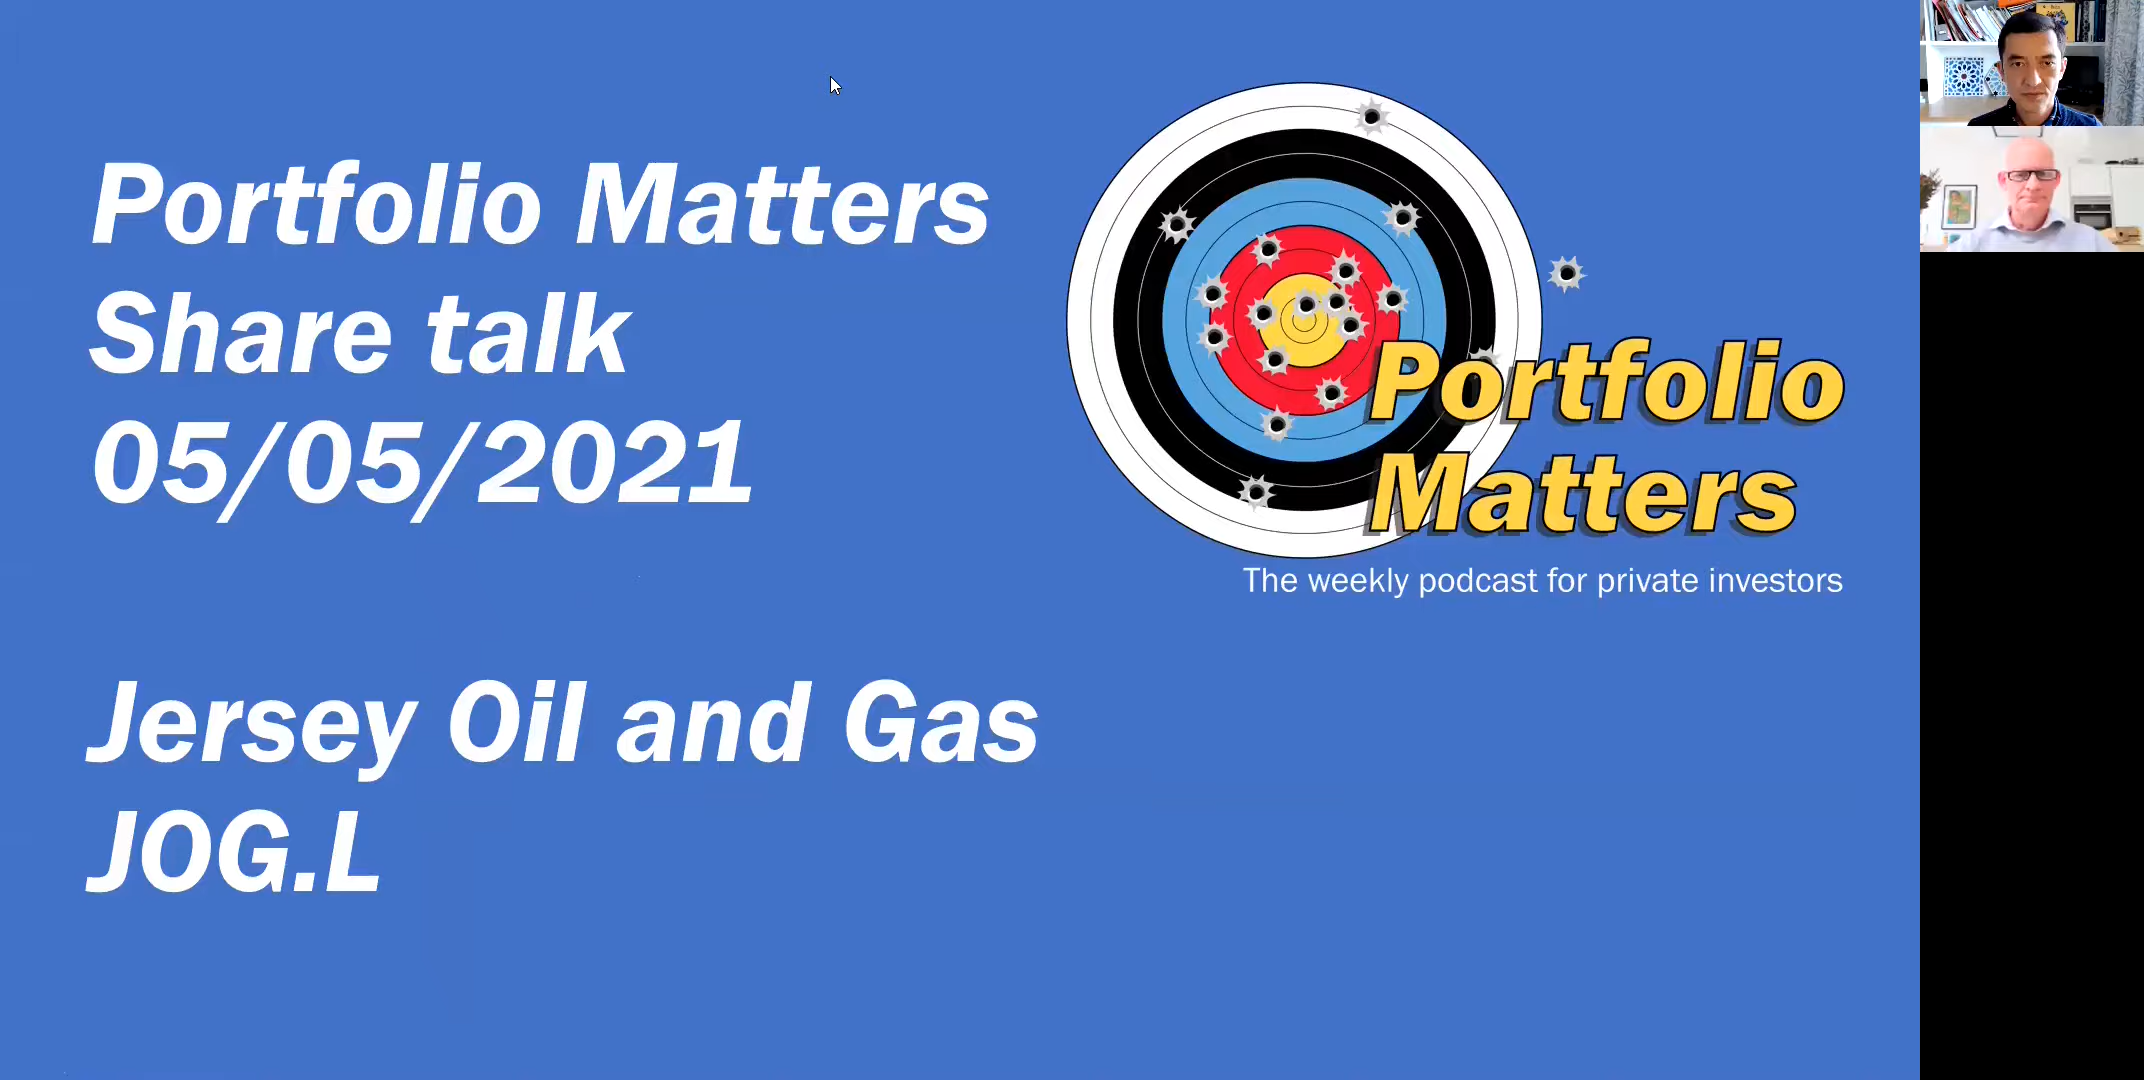 Portfolio Matters
Share talk
05/05/2021
Jersey Oil and Gas
JOG.L
Portfolio
Matters
The weekly podcast for private investors